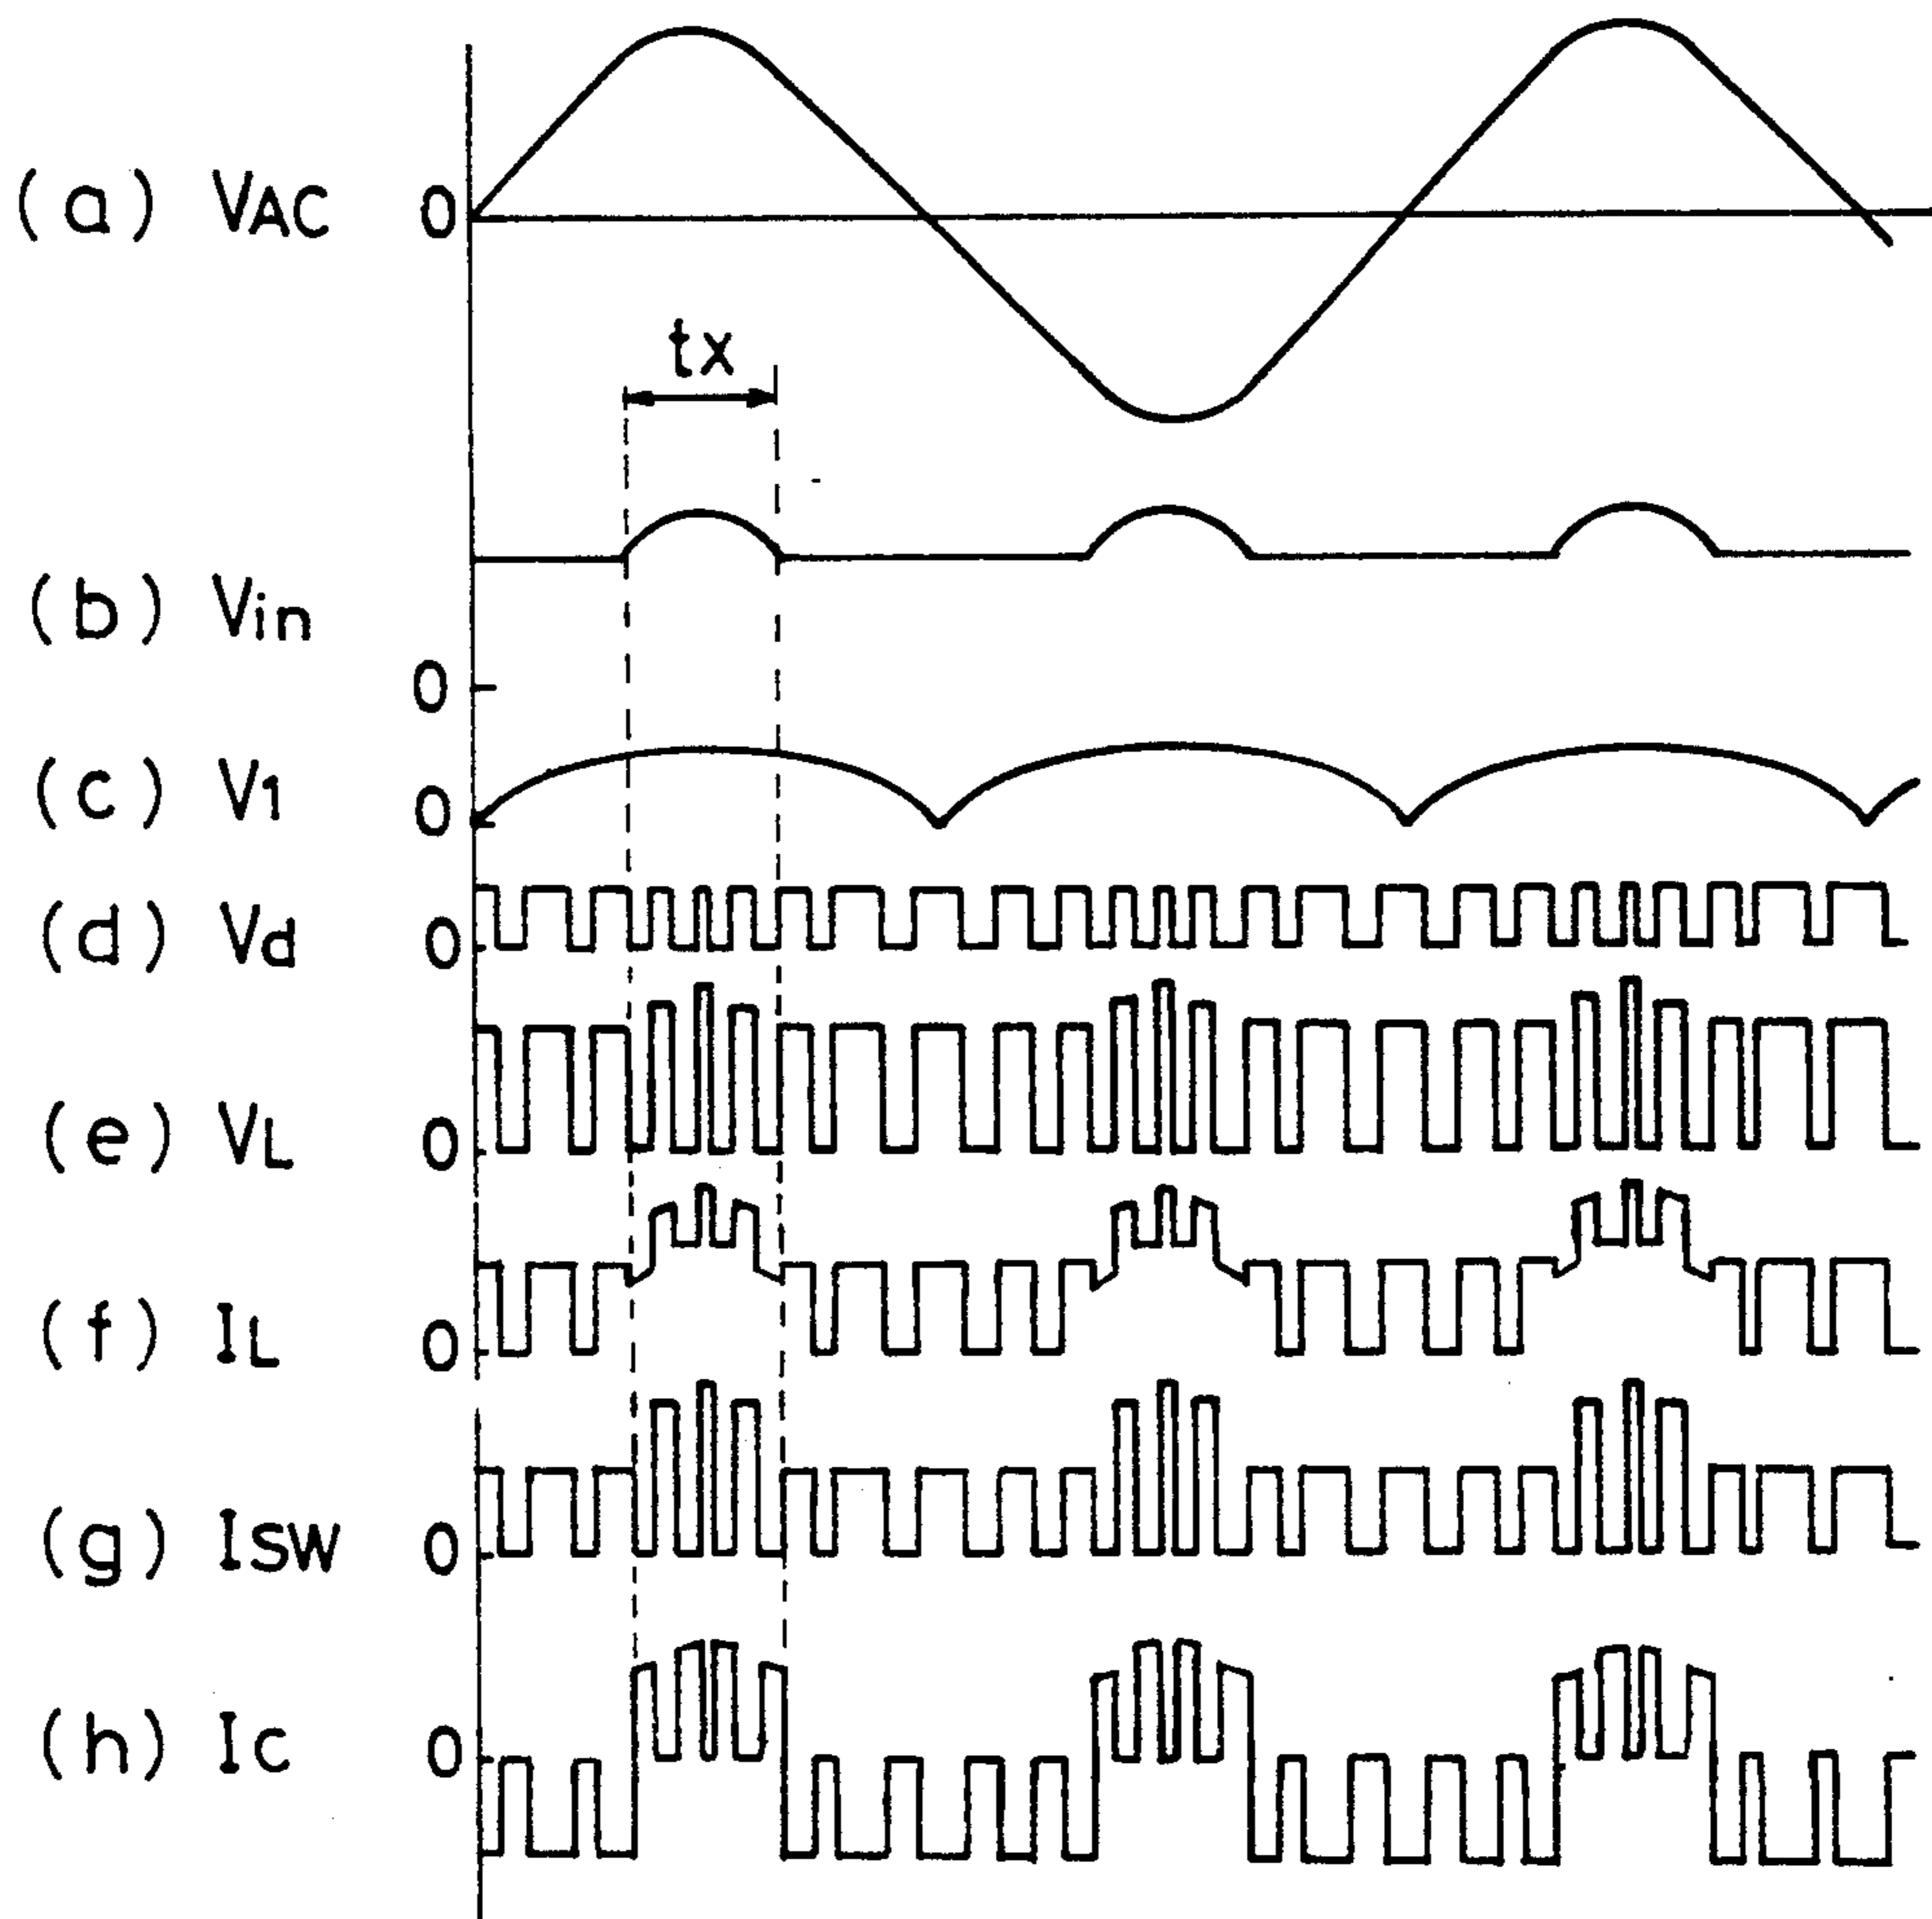 (a) VAC 0
tx
(b) Vin
0
(c) V1 0
(d) Vd 0
(e) VL 0
(f) IL 0
(g) ISW 0
(h) IC 0